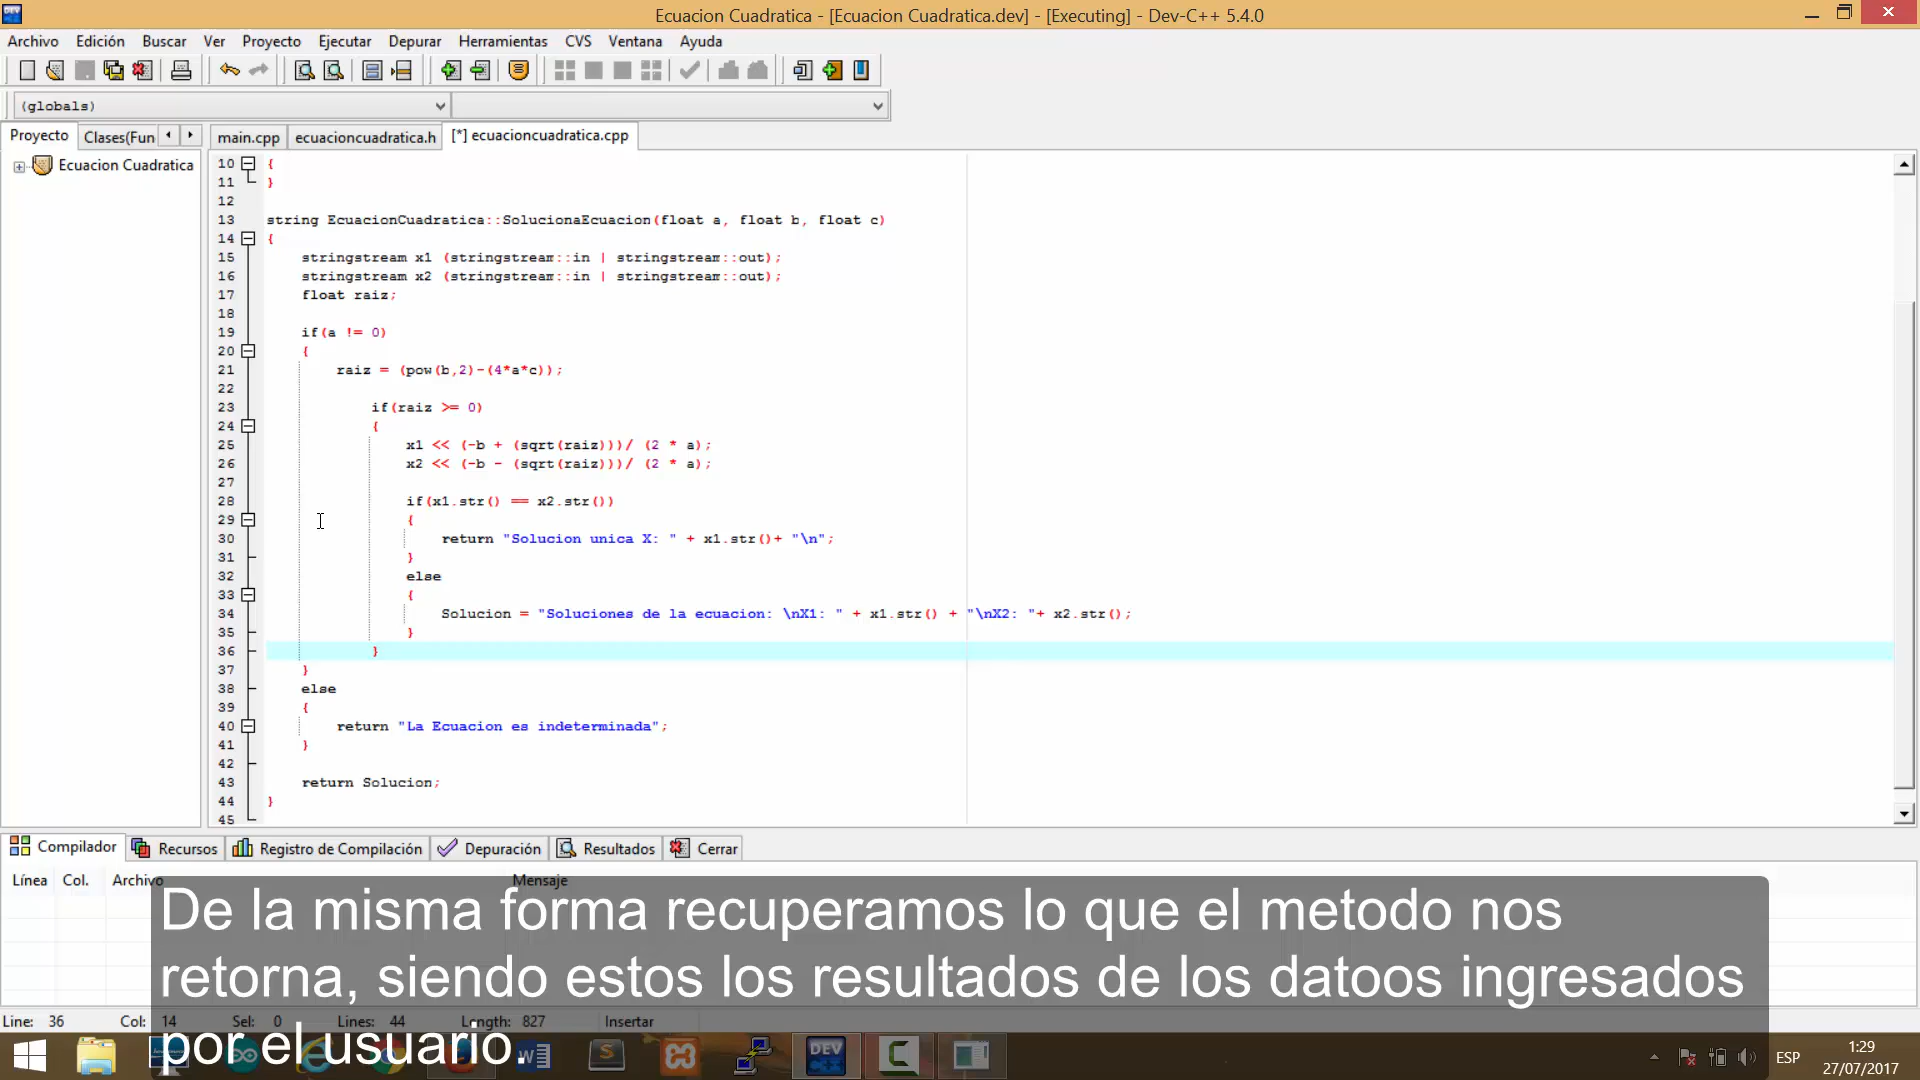 Ecuacion Cuadratica - [Ecuacion Cuadratica.dev] - [Executing] - Dev-C++ 5.4.0
Archivo Edición Buscar Ver Proyecto Ejecutar Depurar Herramientas CVS Ventana Ayuda
(globals)
Proyecto Clases(Fun main.cpp ecuacioncuadratica.h [*] ecuacioncuadratica.cpp
Ecuacion Cuadratica
10 {
11 }
12
13 string EcuacionCuadratica::SolucionaEcuacion(float a, float b, float c)
14 {
15 stringstream x1 (stringstream::in | stringstream::out);
16 stringstream x2 (stringstream::in | stringstream::out);
17 float raiz;
18
19 if(a != 0)
20 {
21 raiz = (pow(b,2)-(4*a*c));
22
23 if(raiz >= 0)
24 {
25 x1 << (-b + (sqrt(raiz)))/ (2 * a);
26 x2 << (-b - (sqrt(raiz)))/ (2 * a);
27
28 if(x1.str() == x2.str())
29 {
30 return "Solucion unica X: " + x1.str()+ "\n";
31 }
32 else
33 {
34 Solucion = "Soluciones de la ecuacion: \nX1: " + x1.str() + "\nX2: "+ x2.str();
35 }
36 }
37 }
38 else
39 {
40 return "La Ecuacion es indeterminada";
41 }
42
43 return Solucion;
44 }
45
Compilador Recursos Registro de Compilación Depuración Resultados Cerrar
Línea Col. Archivo Mensaje
De la misma forma recuperamos lo que el metodo nos
retorna, siendo estos los resultados de los datoos ingresados
por el usuario.
Line: 36 Col: 14 Sel: 0 Lines: 44 Length: 827 Insertar
DEV
ESP
1:29
27/07/2017